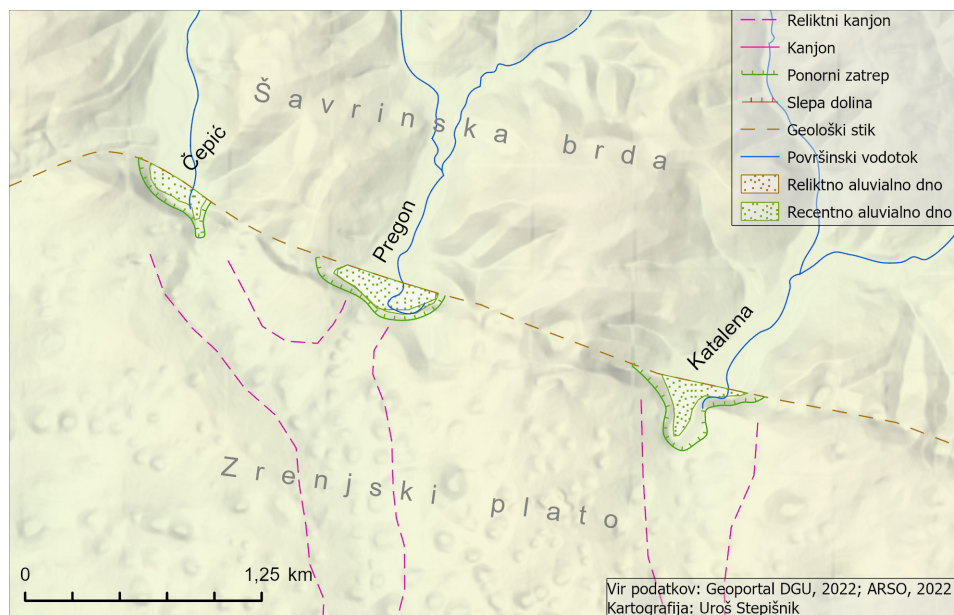 Reliktni kanjon
Kanjon
Ponorni zatrep
Slepa dolina
Geološki stik
Površinski vodotok
Reliktno aluvialno dno
Recentno aluvialno dno
Šavrinska brda
Čepić
Pregon
Katalena
Zrenjski plato
0 1,25 km
Vir podatkov: Geoportal DGU, 2022; ARSO, 2022
Kartografija: Uroš Stepišnik